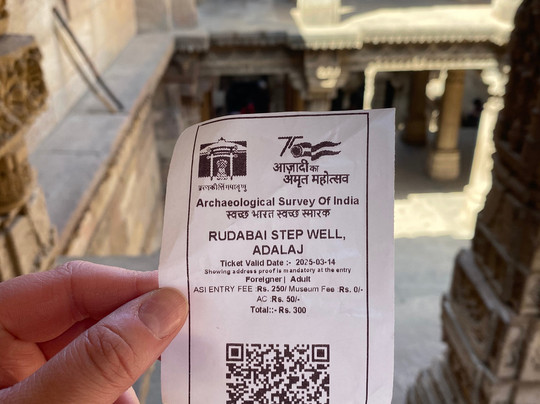 75
आज़ादी का
अमृत महोत्सव
Archaeological Survey Of India
स्वच्छ भारत स्वच्छ स्मारक
RUDABAI STEP WELL,
ADALAJ
Ticket Valid Date :- 2025-03-14
Showing address proof is mandatory at the entry
Foreigner | Adult
ASI ENTRY FEE :Rs. 250/ Museum Fee :Rs. 0/-
AC :Rs. 50/-
Total::- Rs. 300